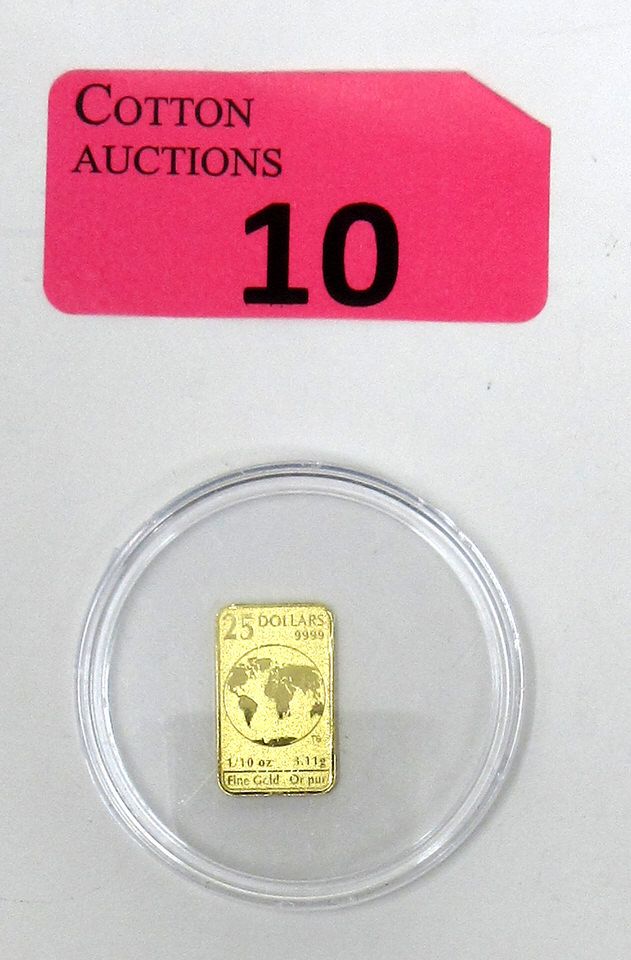 COTTON
AUCTIONS
10
25 DOLLARS
9999
1/10 oz 3.11g
Fine Gold Or pur